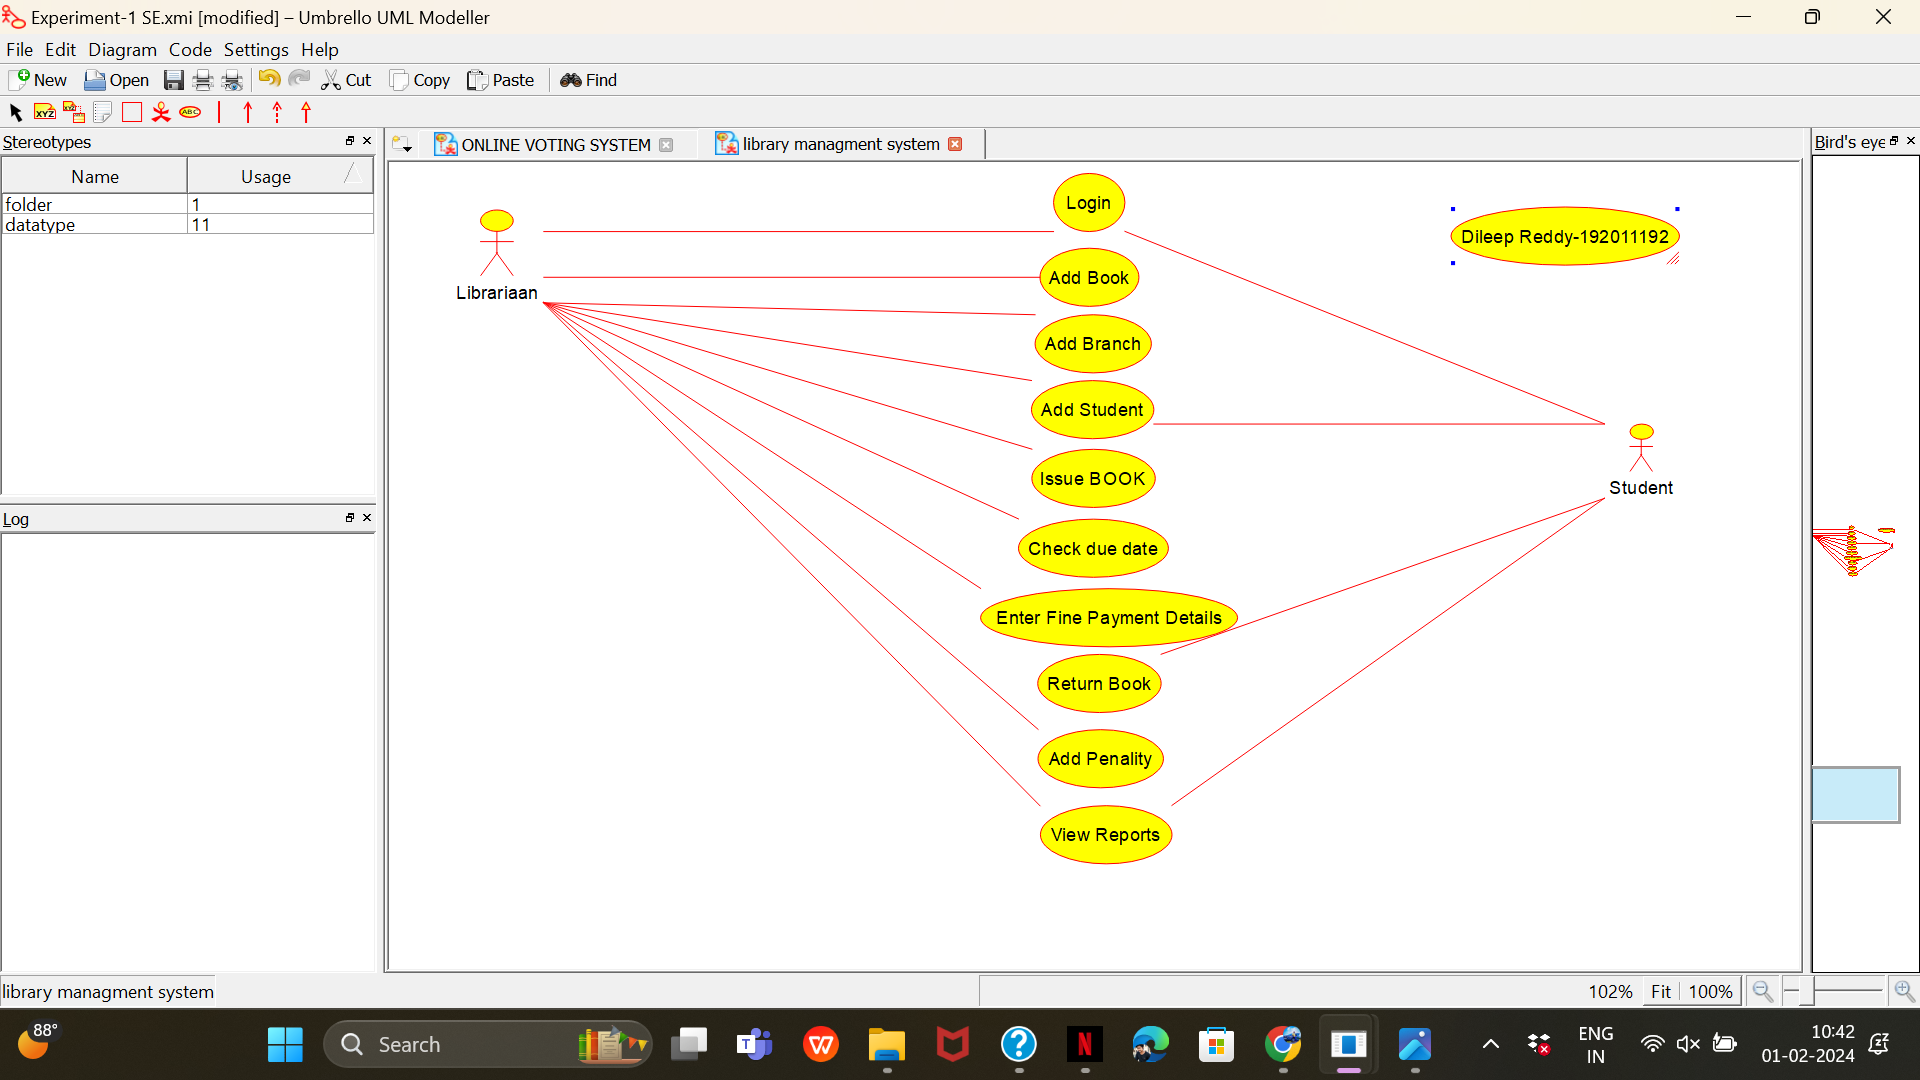 Experiment-1 SE.xmi [modified] – Umbrello UML Modeller
File Edit Diagram Code Settings Help
New Open Cut Copy Paste Find
XYZ XYZ ABC
Stereotypes
Name Usage
folder 1
datatype 11
Log
ONLINE VOTING SYSTEM
library managment system
Bird's eye
Librariaan
Login
Add Book
Add Branch
Add Student
Issue BOOK
Check due date
Enter Fine Payment Details
Return Book
Add Penality
View Reports
Dileep Reddy-192011192
Student
library managment system
102% Fit 100%
88°
Search
ENG
IN
10:42
01-02-2024